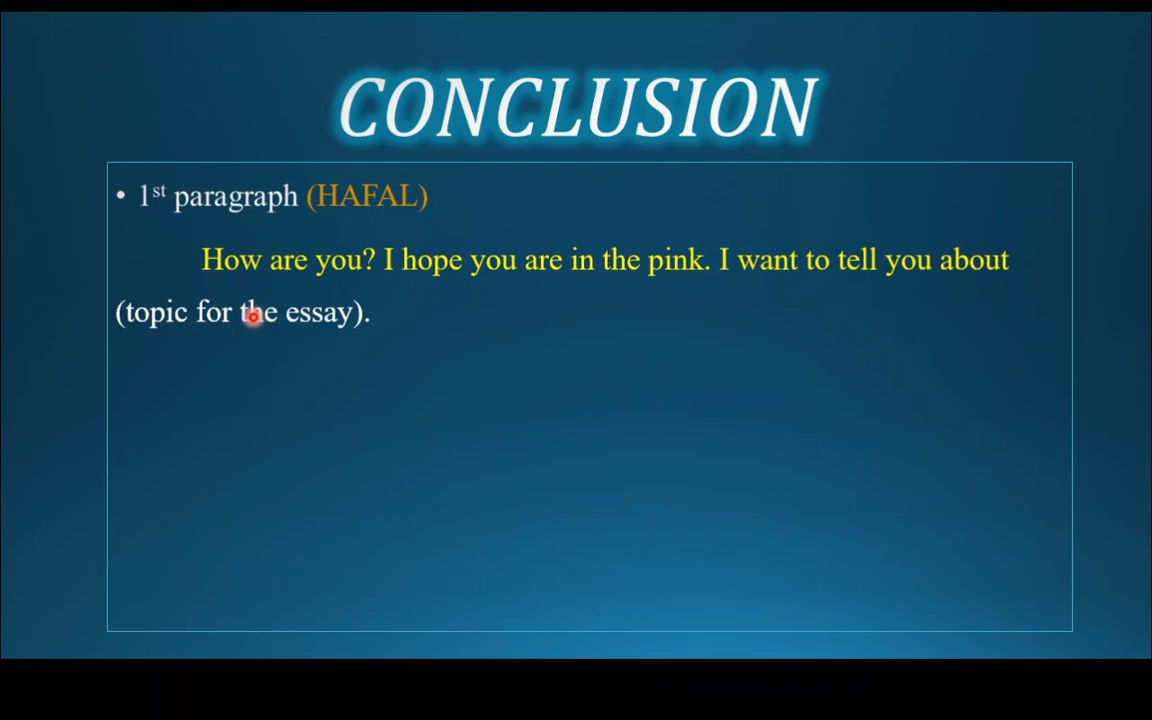 CONCLUSION
• 1st paragraph (HAFAL)
How are you? I hope you are in the pink. I want to tell you about
(topic for the essay).